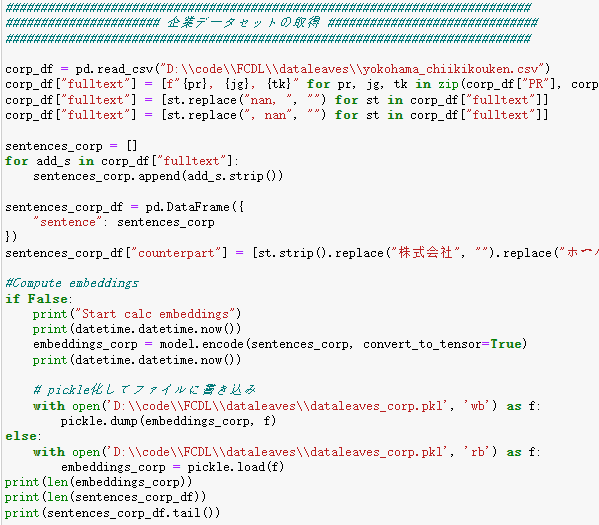 ############################################################################
###################### 企業データセットの取得 ##############################
############################################################################
corp_df = pd.read_csv("D:\\code\\FCDL\\dataleaves\\yokohama_chiikikouken.csv")
corp_df["fulltext"] = [f"{pr}, {jg}, {tk}" for pr, jg, tk in zip(corp_df["PR"], corp
corp_df["fulltext"] = [st.replace("nan, ", "") for st in corp_df["fulltext"]]
corp_df["fulltext"] = [st.replace(", nan", "") for st in corp_df["fulltext"]]
sentences_corp = []
for add_s in corp_df["fulltext"]:
    sentences_corp.append(add_s.strip())
sentences_corp_df = pd.DataFrame({
    "sentence": sentences_corp
})
sentences_corp_df["counterpart"] = [st.strip().replace("株式会社", "").replace("ホー
#Compute embeddings
if False:
    print("Start calc embeddings")
    print(datetime.datetime.now())
    embeddings_corp = model.encode(sentences_corp, convert_to_tensor=True)
    print(datetime.datetime.now())
    # pickle化してファイルに書き込み
    with open('D:\\code\\FCDL\\dataleaves\\dataleaves_corp.pkl', 'wb') as f:
        pickle.dump(embeddings_corp, f)
else:
    with open('D:\\code\\FCDL\\dataleaves\\dataleaves_corp.pkl', 'rb') as f:
        embeddings_corp = pickle.load(f)
print(len(embeddings_corp))
print(len(sentences_corp_df))
print(sentences_corp_df.tail())